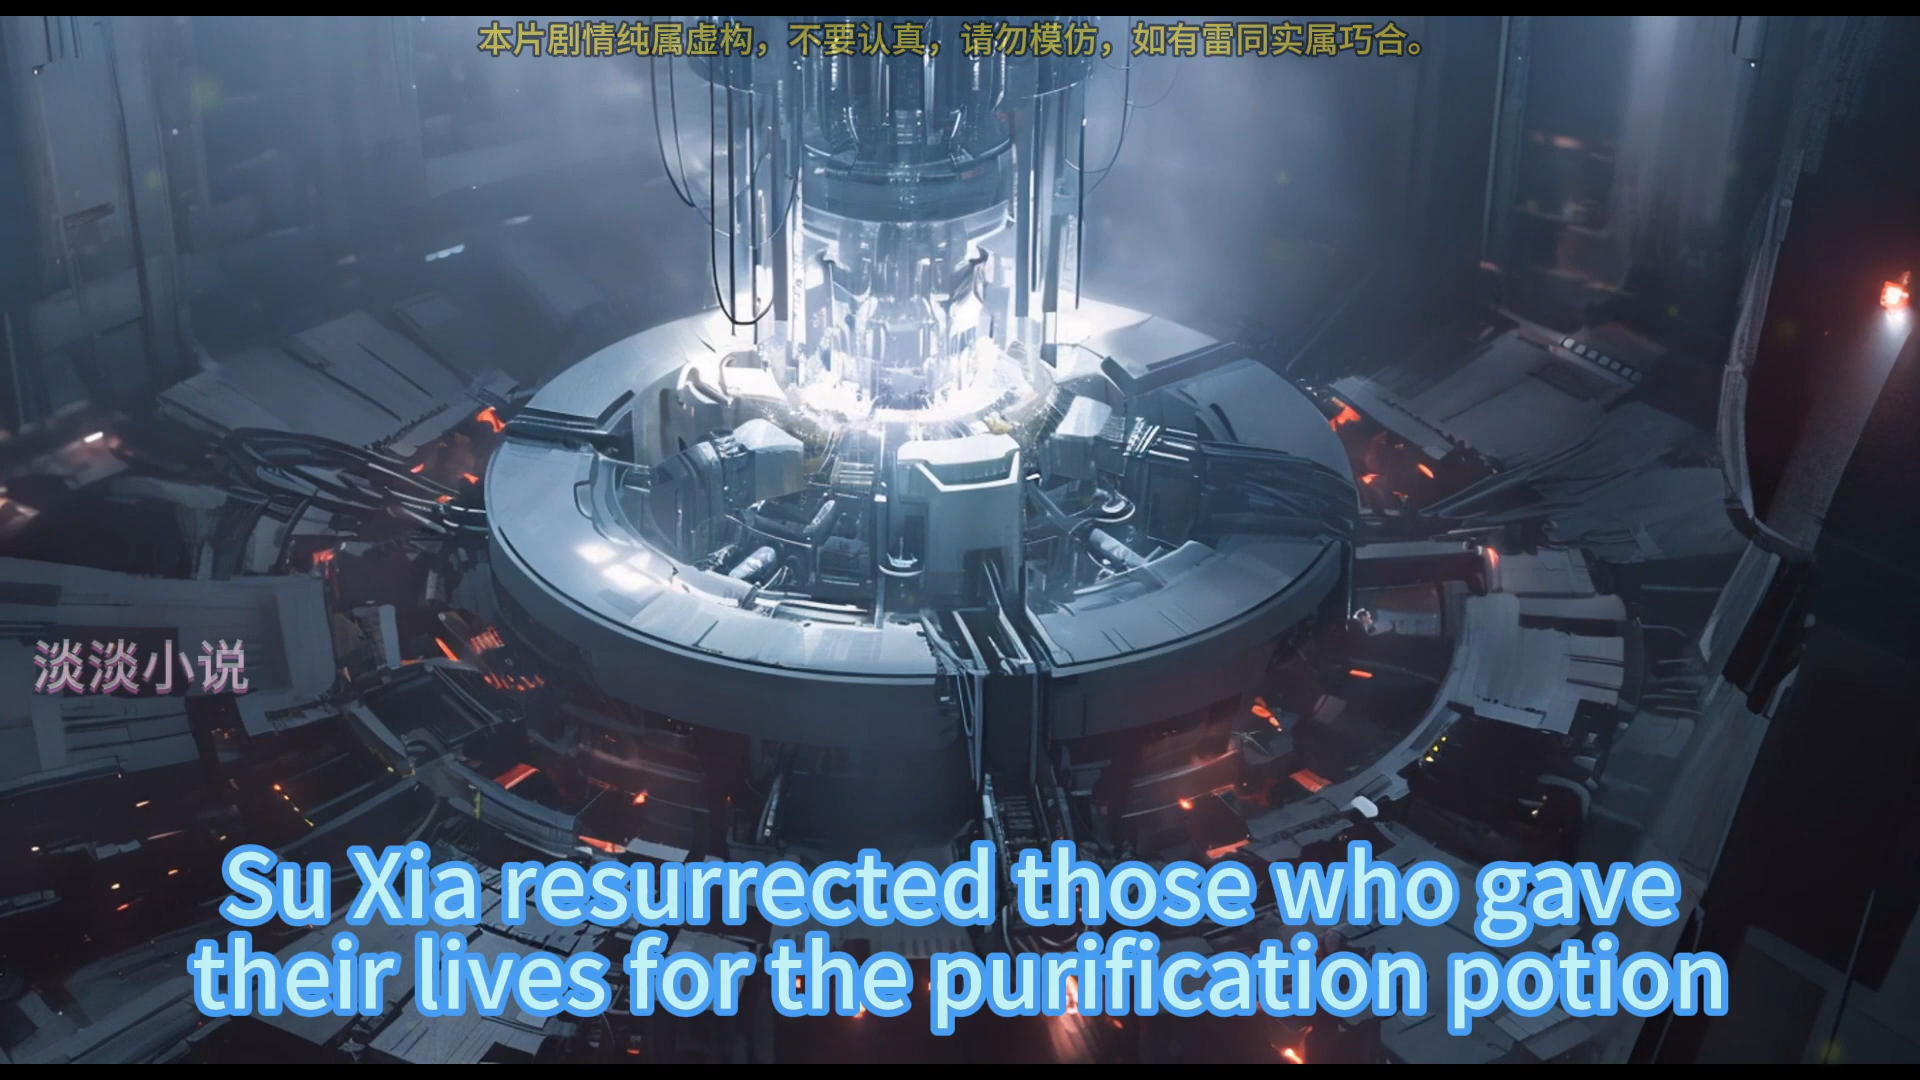 本片剧情纯属虚构，不要认真，请勿模仿，如有雷同实属巧合。
淡淡小说
Su Xia resurrected those who gave
their lives for the purification potion